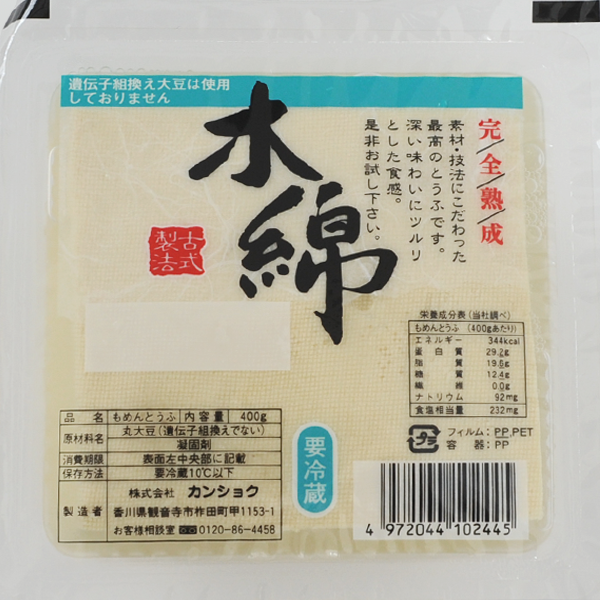 遺伝子組換え大豆は使用
しておりません
木綿
完/全/熟/成
素材・技法にこだわった
最高のとうふです。
深い味わいにツルリ
とした食感。
是非お試し下さい。
古式
製法
栄養成分表(当社調べ)
もめんとうふ (400gあたり)
エネルギー 344kcal
蛋白質 29.2g
脂質 19.6g
糖質 12.4g
繊維 0.0g
ナトリウム 92mg
食塩相当量 232mg
品名 もめんとうふ 内容量 400g
原材料名 丸大豆(遺伝子組換えでない)
凝固剤
消費期限 表面左中央部に記載
保存方法 要冷蔵10℃以下
製造者 株式会社 カンショク
香川県観音寺市柞田町甲1153-1
お客様相談室 0120-86-4458
要冷蔵
プラ
フィルム:PP,PET
容器:PP
4 972044 102445